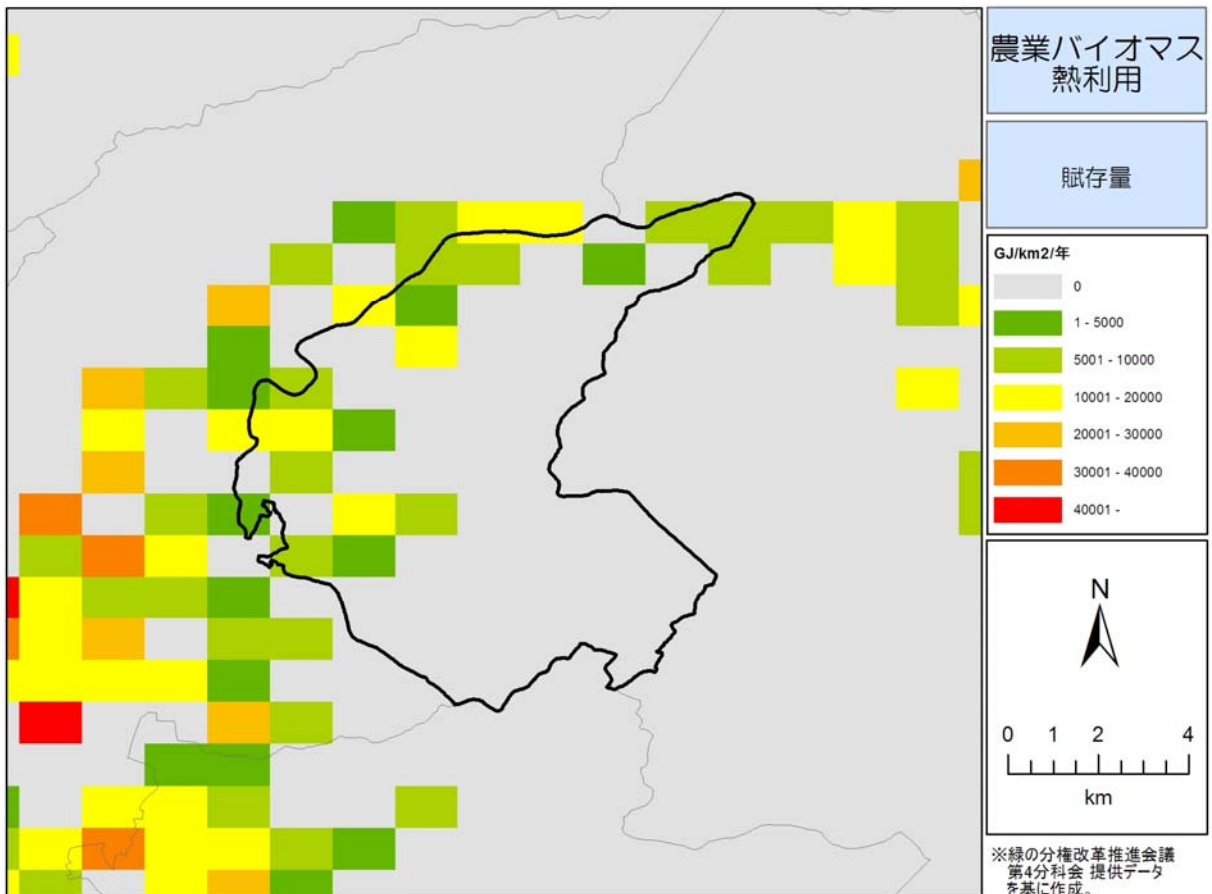 農業バイオマス
熱利用
賦存量
GJ/km2/年
0
1 - 5000
5001 - 10000
10001 - 20000
20001 - 30000
30001 - 40000
40001 -
N
0 1 2 4
km
※緑の分権改革推進会議
第4分科会 提供データ
を基に作成。